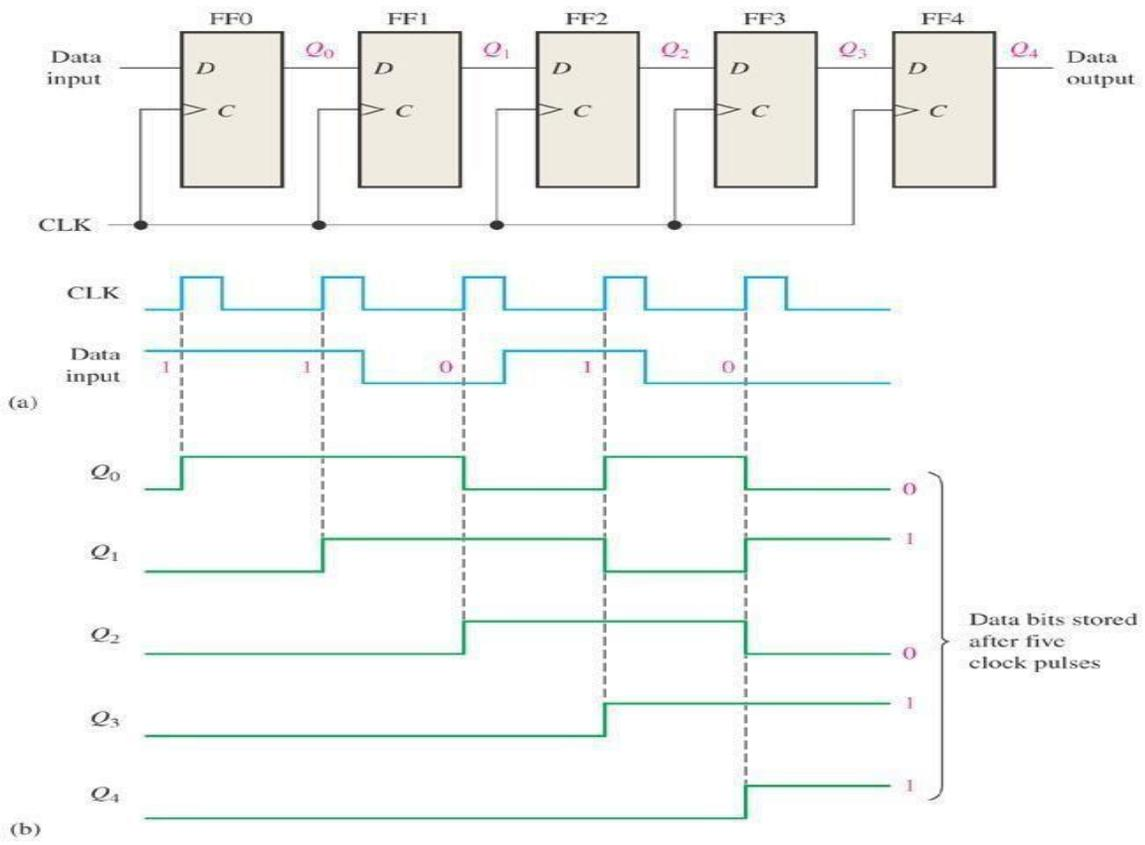 FF0 FF1 FF2 FF3 FF4
Data
input
Q0 Q1 Q2 Q3 Q4
Data
output
D D D D D
C C C C C
CLK
CLK
Data
input
1 1 0 1 0
(a)
Q0
0
Q1
1
Q2
0
Data bits stored
after five
clock pulses
Q3
1
Q4
1
(b)